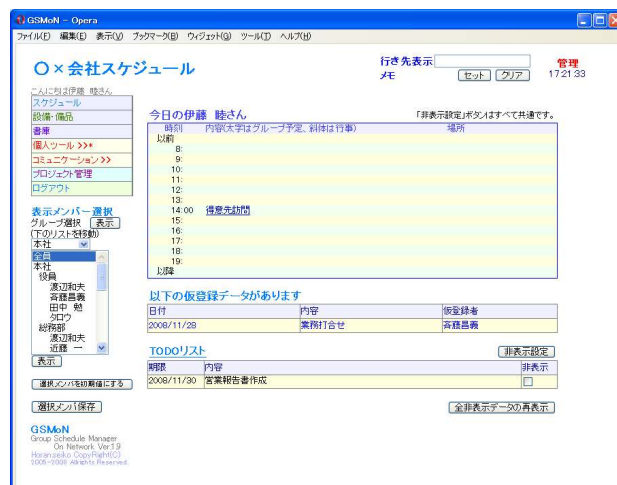 GSMoN - Opera
ファイル(F) 編集(E) 表示(V) ブックマーク(B) ウィジェット(G) ツール(T) ヘルプ(H)
○×会社スケジュール
行き先表示
メモ
セット
クリア
管理
17:21:33
こんにちは伊藤 睦さん
スケジュール
設備・備品
書庫
個人ツール >>*
コミュニケーション >>
プロジェクト管理
ログアウト
表示メンバー選択
グループ選択 表示
(下のリストを移動)
本社
全員
本社
役員
渡辺和夫
斉藤昌義
田中 勉
タロウ
総務部
渡辺和夫
近藤 一
表示
選択メンバを初期値にする
選択メンバ保存
GSMoN
Group Schedule Manager
On Network Ver.1.9
Horan.seiko CopyRight(C)
2005-2008 Allrights Reserved.
今日の伊藤 睦さん
「非表示設定」ボタンはすべて共通です。
時刻 内容(太字はグループ予定、斜体は行事) 場所
以前
8:
9:
10:
11:
12:
13:
14:00 得意先訪問
15:
16:
17:
18:
19:
以降
以下の仮登録データがあります
日付 内容 仮登録者
2008/11/28 業務打合せ 斉藤昌義
TODOリスト
非表示設定
期限 内容 非表示
2008/11/30 営業報告書作成
全非表示データの再表示